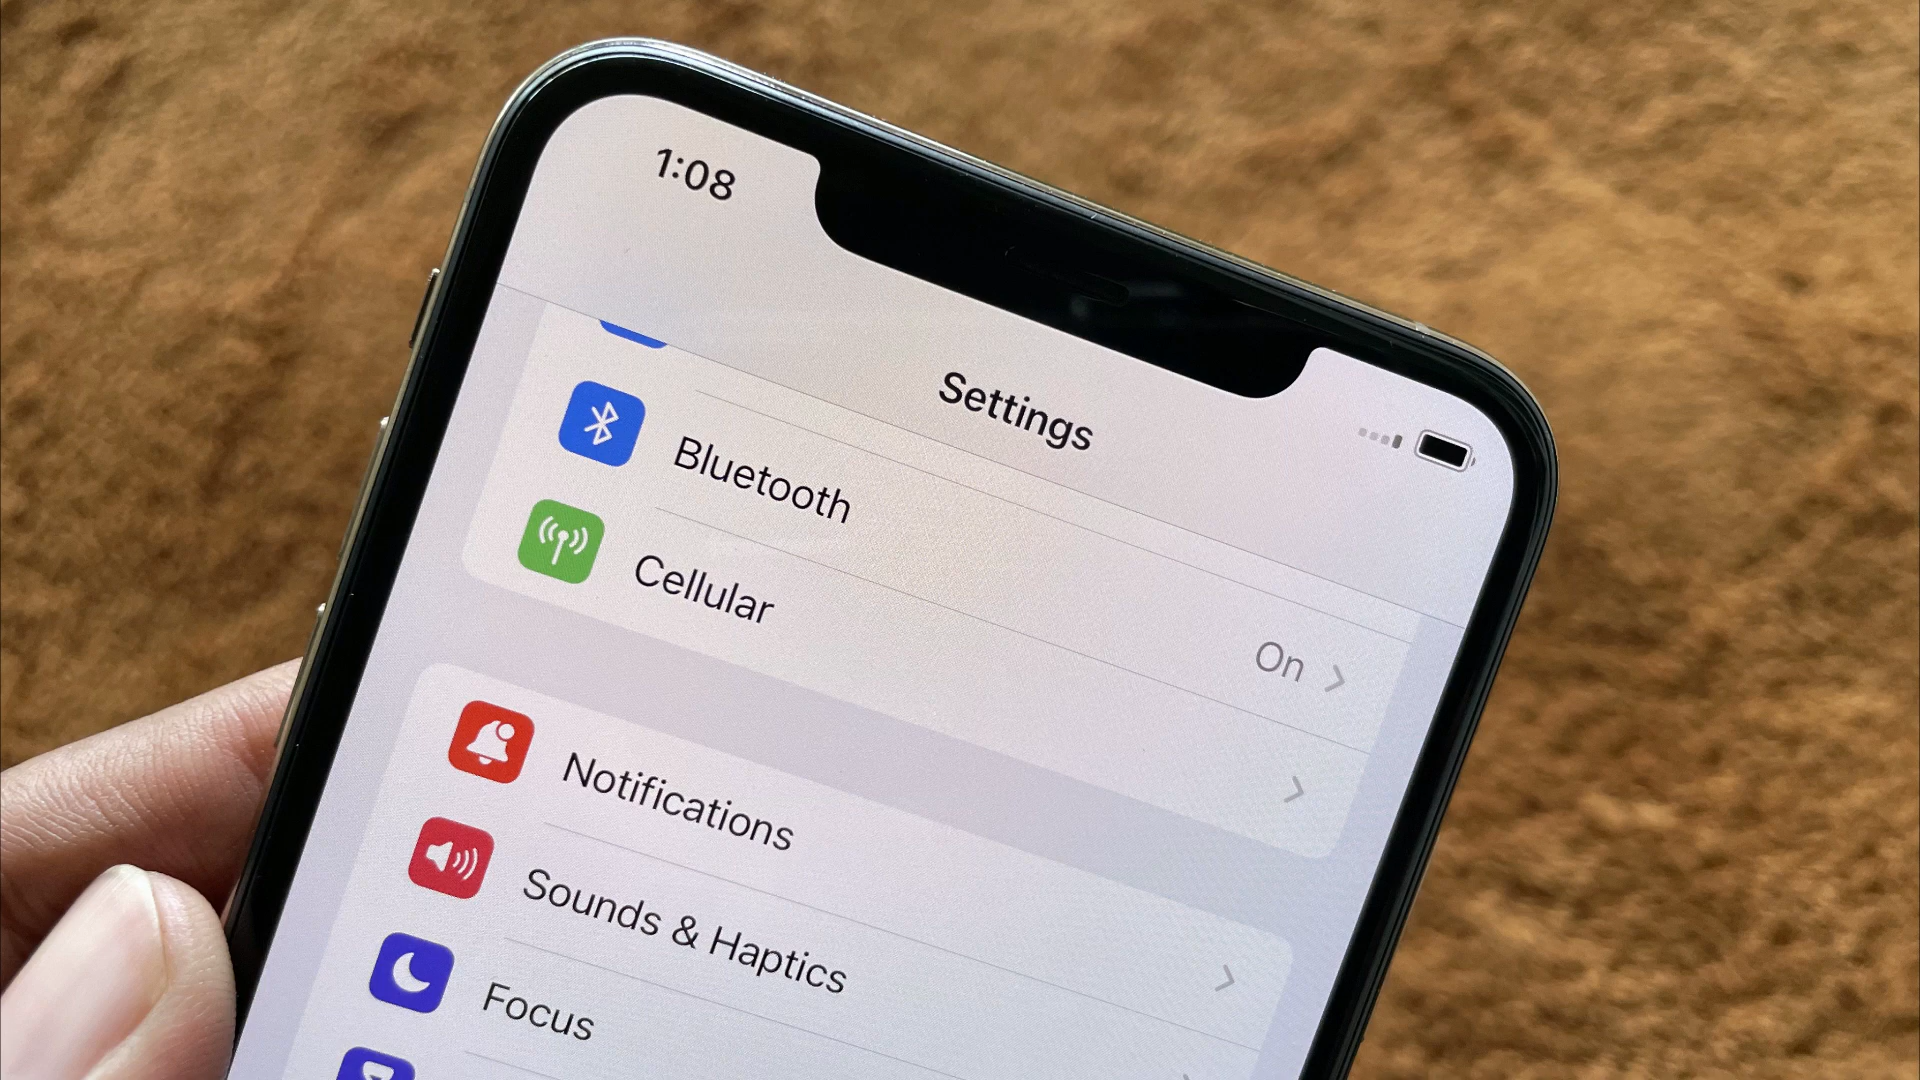 1:08
Settings
Bluetooth
On
Cellular
Notifications
Sounds & Haptics
Focus